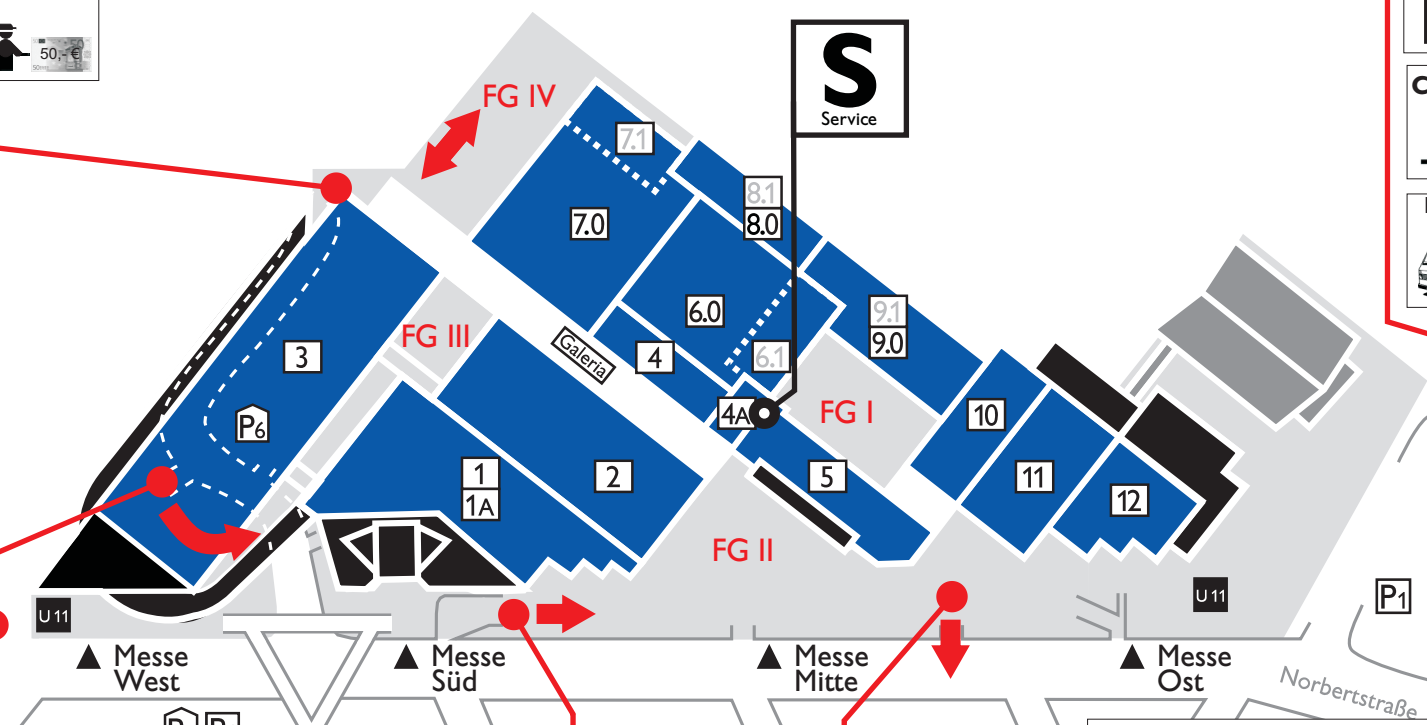 50,- €
S
Service
FG IV
7.1
7.0
8.1
8.0
6.0
6.1
9.1
9.0
FG III
Galeria
3
4
4A
FG I
P6
10
1
1A
2
5
11
12
FG II
U 11
U 11
P1
Messe
West
Messe
Süd
Messe
Mitte
Messe
Ost
Norbertstraße